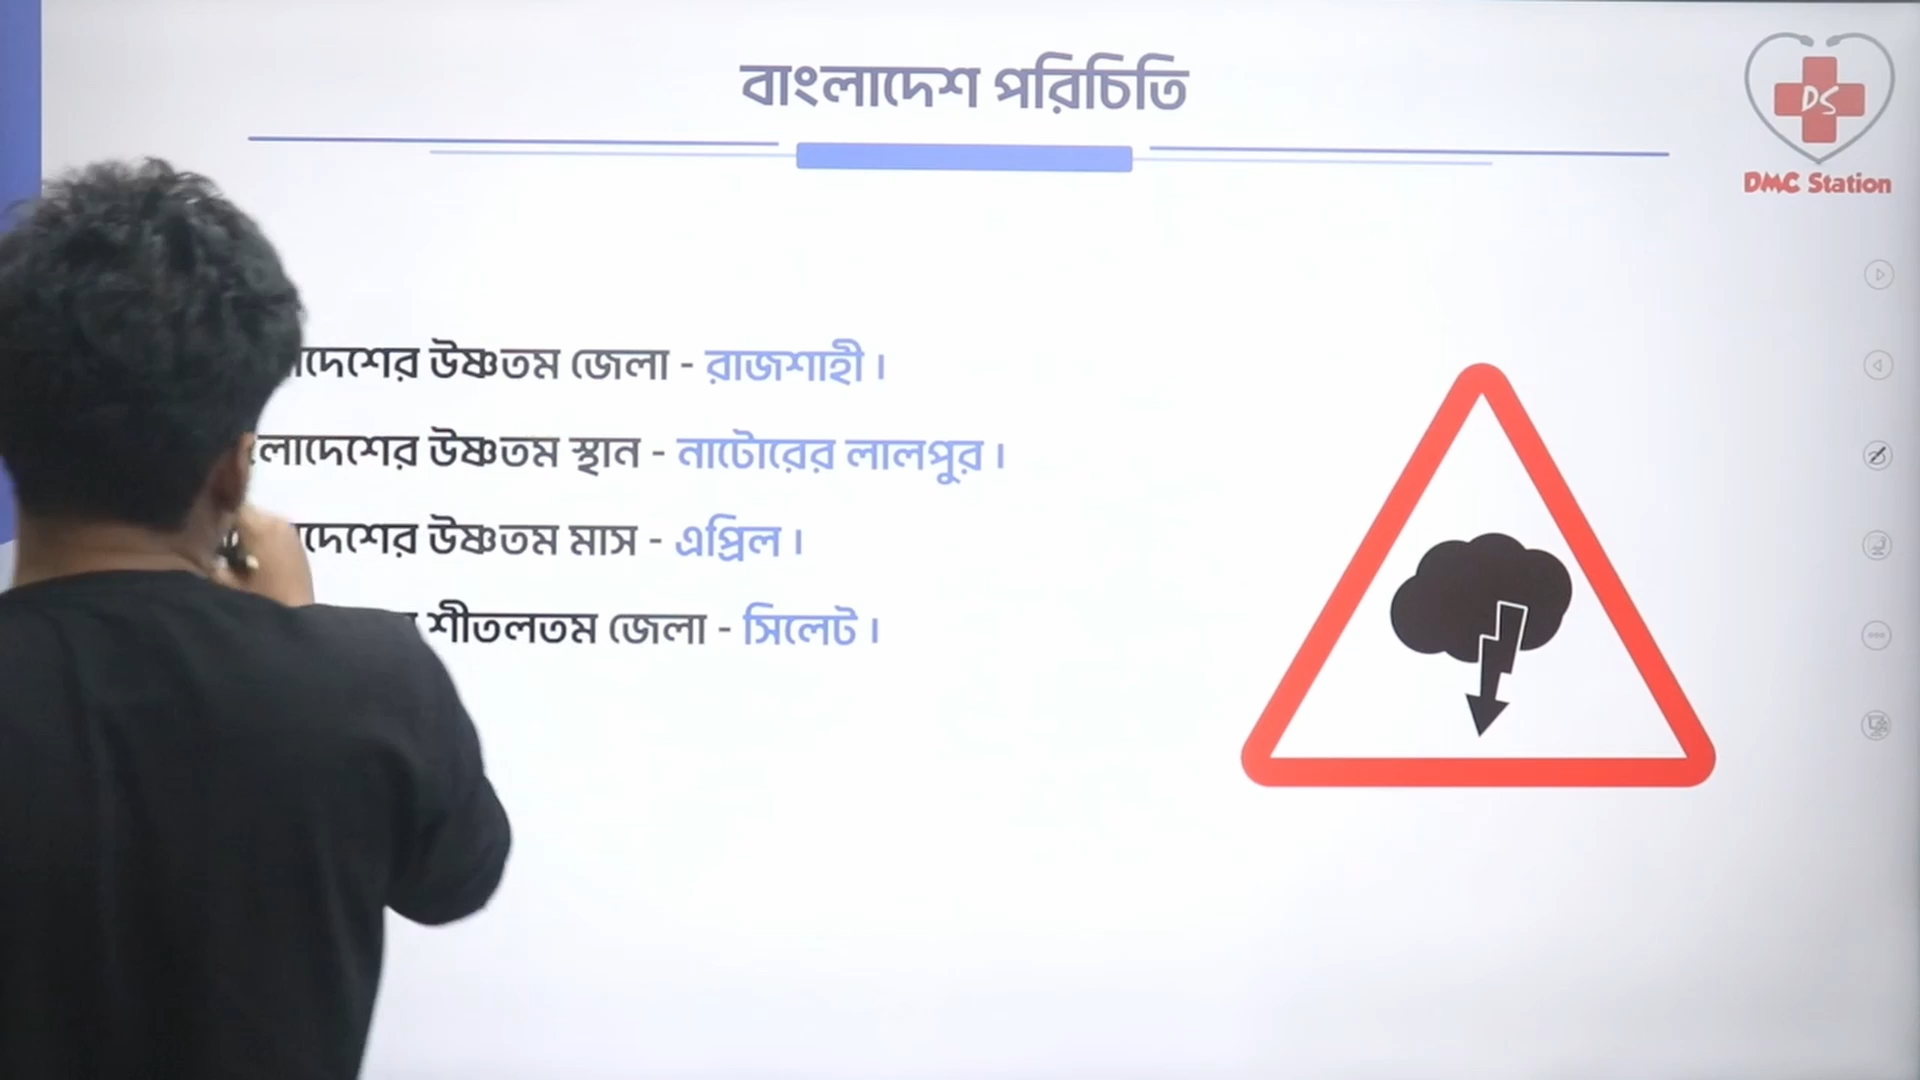 বাংলাদেশ পরিচিতি
DS
DMC Station
উষ্ণতম জেলা - রাজশাহী।
উষ্ণতম স্থান - নাটোরের লালপুর।
উষ্ণতম মাস - এপ্রিল।
শীতলতম জেলা - সিলেট।